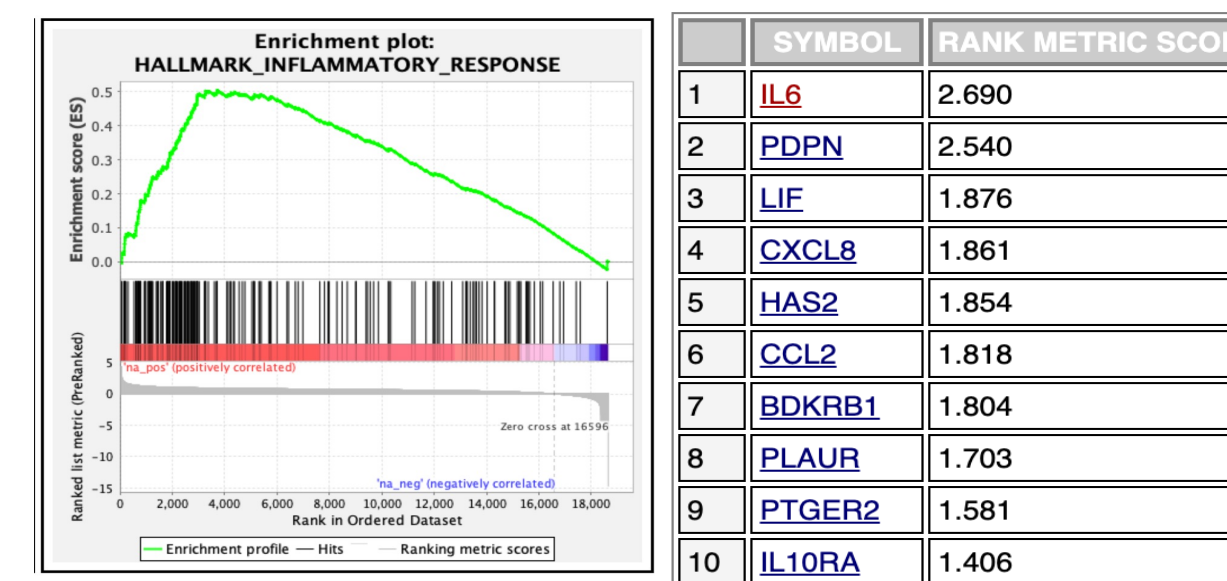 Enrichment plot:
HALLMARK_INFLAMMATORY_RESPONSE
Enrichment score (ES)
0.5
0.4
0.3
0.2
0.1
0.0
'na_pos' (positively correlated)
Ranked list metric (PreRanked)
5
0
-5
-10
-15
Zero cross at 16596
'na_neg' (negatively correlated)
0 2,000 4,000 6,000 8,000 10,000 12,000 14,000 16,000 18,000
Rank in Ordered Dataset
Enrichment profile Hits Ranking metric scores
SYMBOL RANK METRIC SCO
1 IL6 2.690
2 PDPN 2.540
3 LIF 1.876
4 CXCL8 1.861
5 HAS2 1.854
6 CCL2 1.818
7 BDKRB1 1.804
8 PLAUR 1.703
9 PTGER2 1.581
10 IL10RA 1.406